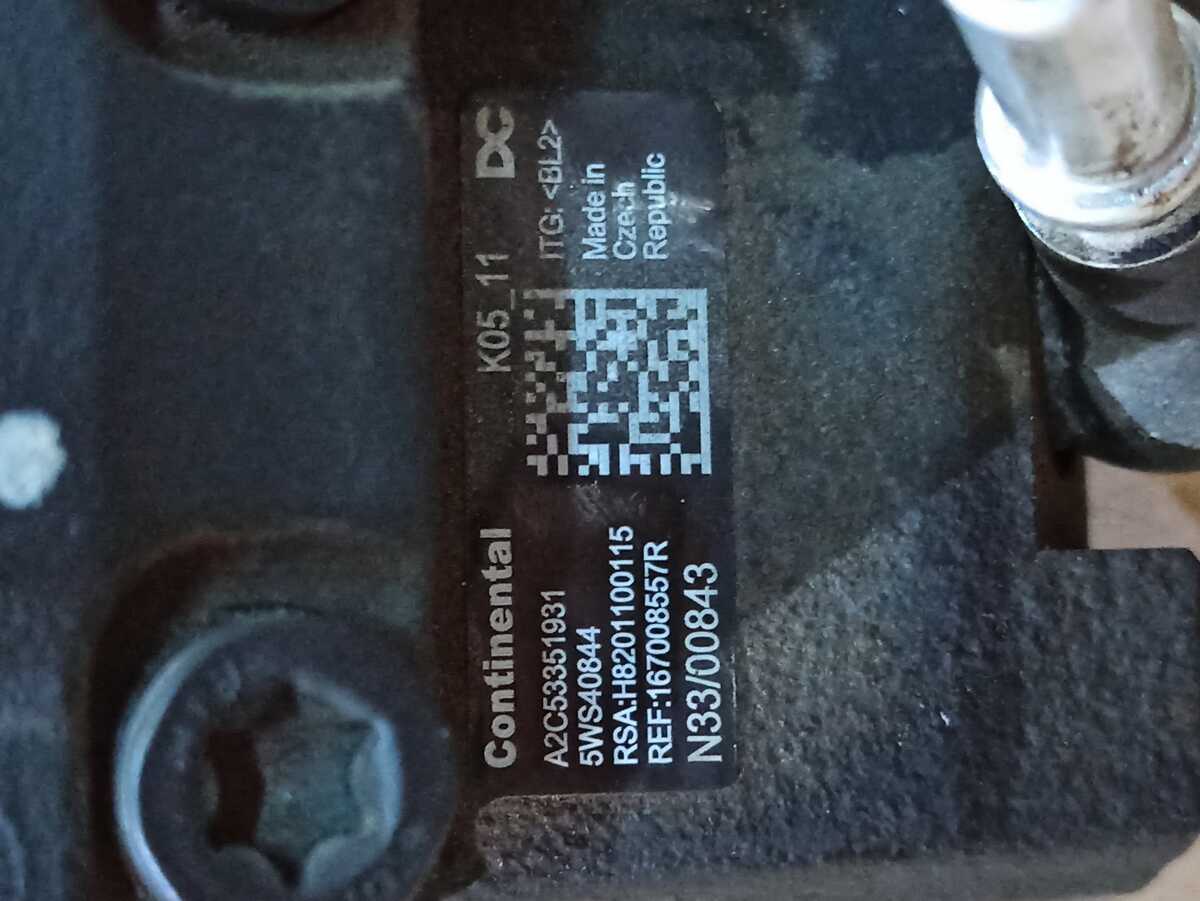 Continental K05_11 DC
A2C53351931
5WS40844
RSA:H8201100115
REF:167008557R
N33/00843
ITG: <BL2>
Made in
Czech
Republic